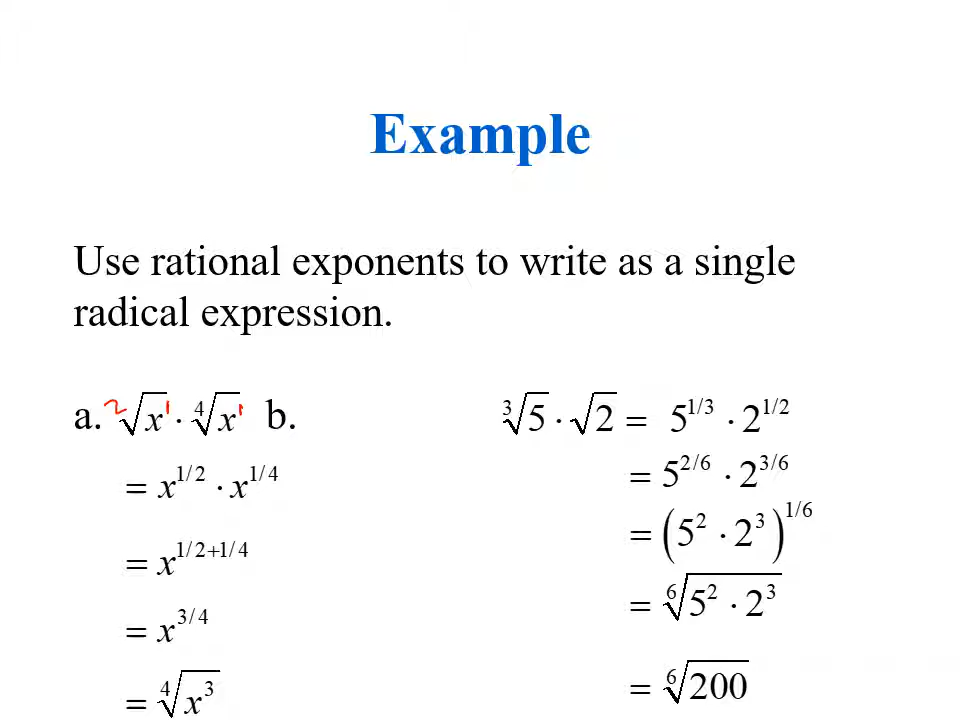 Example
Use rational exponents to write as a single
radical expression.
a. ²√x¹ · ⁴√x¹ b. ³√5 · √2 = 5^{1/3} · 2^{1/2}
= x^{1/2} · x^{1/4}
= 5^{2/6} · 2^{3/6}
= x^{1/2+1/4}
= (5² · 2³)^{1/6}
= x^{3/4}
= ⁶√(5² · 2³)
= ⁴√(x³)
= ⁶√200